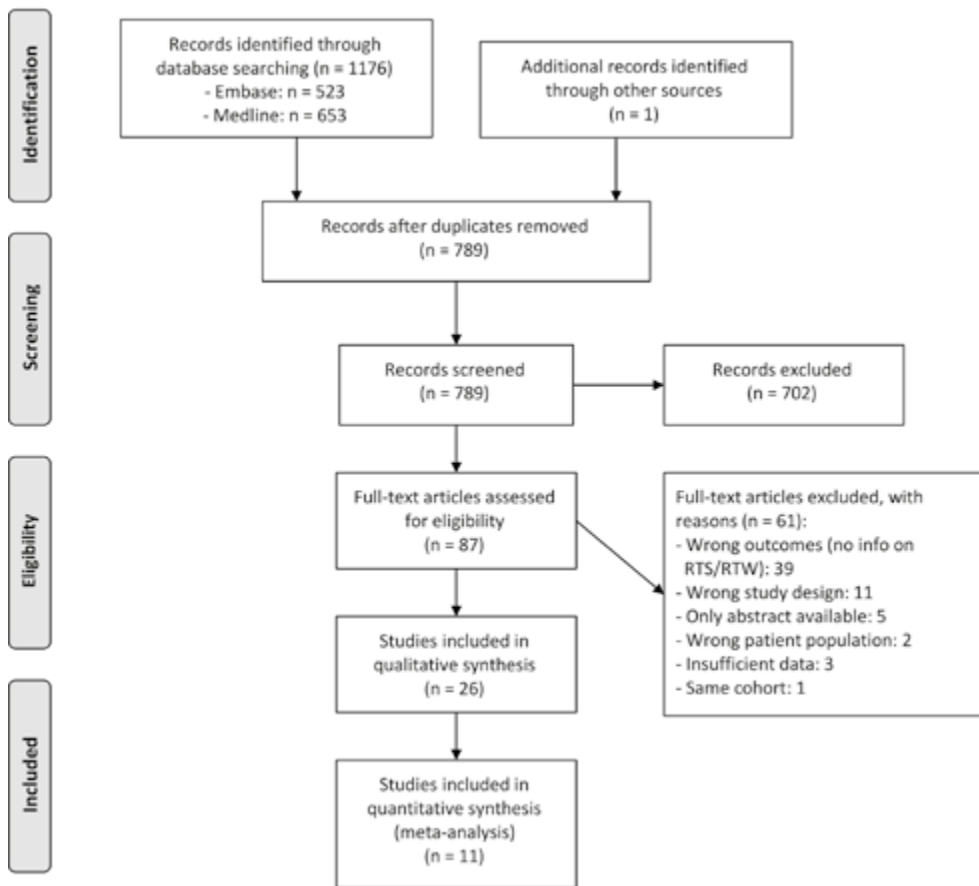 Identification
Records identified through
database searching (n = 1176)
- Embase: n = 523
- Medline: n = 653
Additional records identified
through other sources
(n = 1)
Records after duplicates removed
(n = 789)
Screening
Records screened
(n = 789)
Records excluded
(n = 702)
Eligibility
Full-text articles assessed
for eligibility
(n = 87)
Full-text articles excluded, with
reasons (n = 61):
- Wrong outcomes (no info on
RTS/RTW): 39
- Wrong study design: 11
- Only abstract available: 5
- Wrong patient population: 2
- Insufficient data: 3
- Same cohort: 1
Studies included in
qualitative synthesis
(n = 26)
Included
Studies included in
quantitative synthesis
(meta-analysis)
(n = 11)